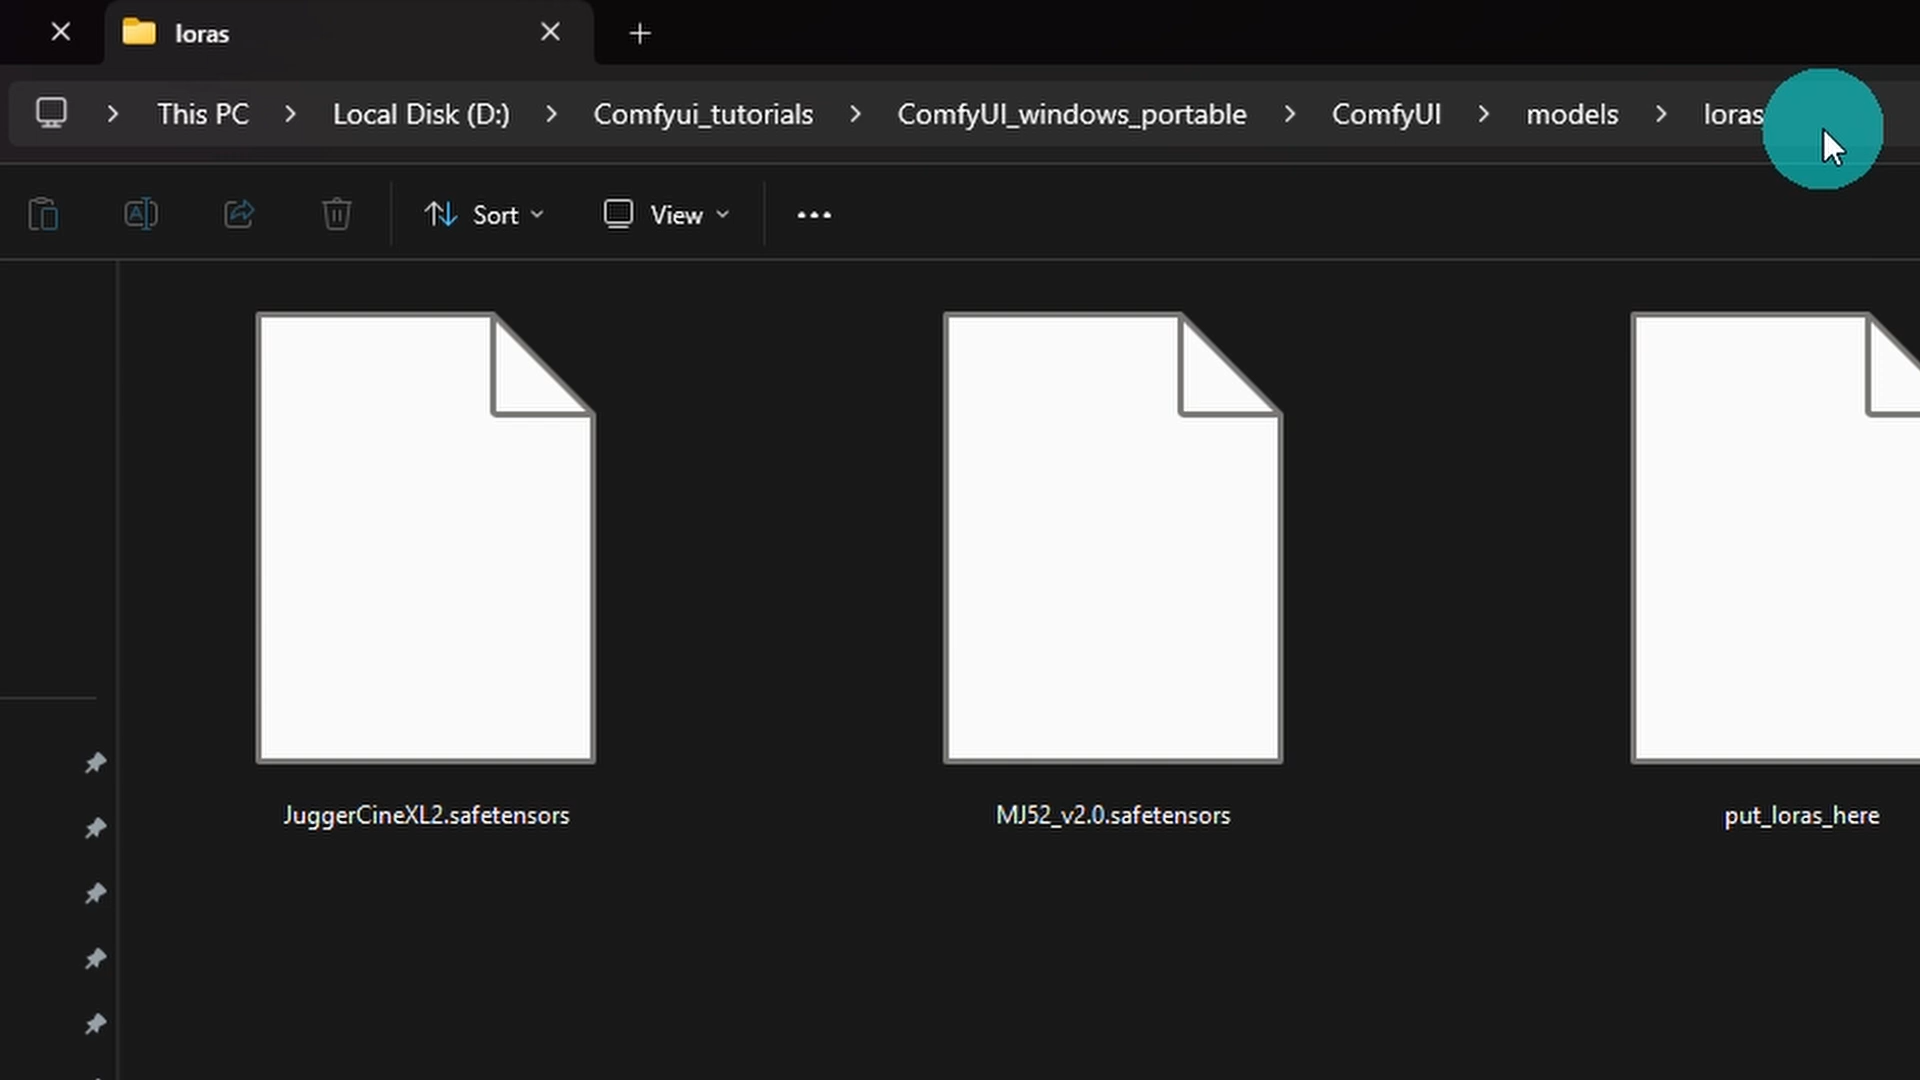 loras
This PC > Local Disk (D:) > Comfyui_tutorials > ComfyUI_windows_portable > ComfyUI > models > loras
Sort View
JuggerCineXL2.safetensors MJ52_v2.0.safetensors put_loras_here